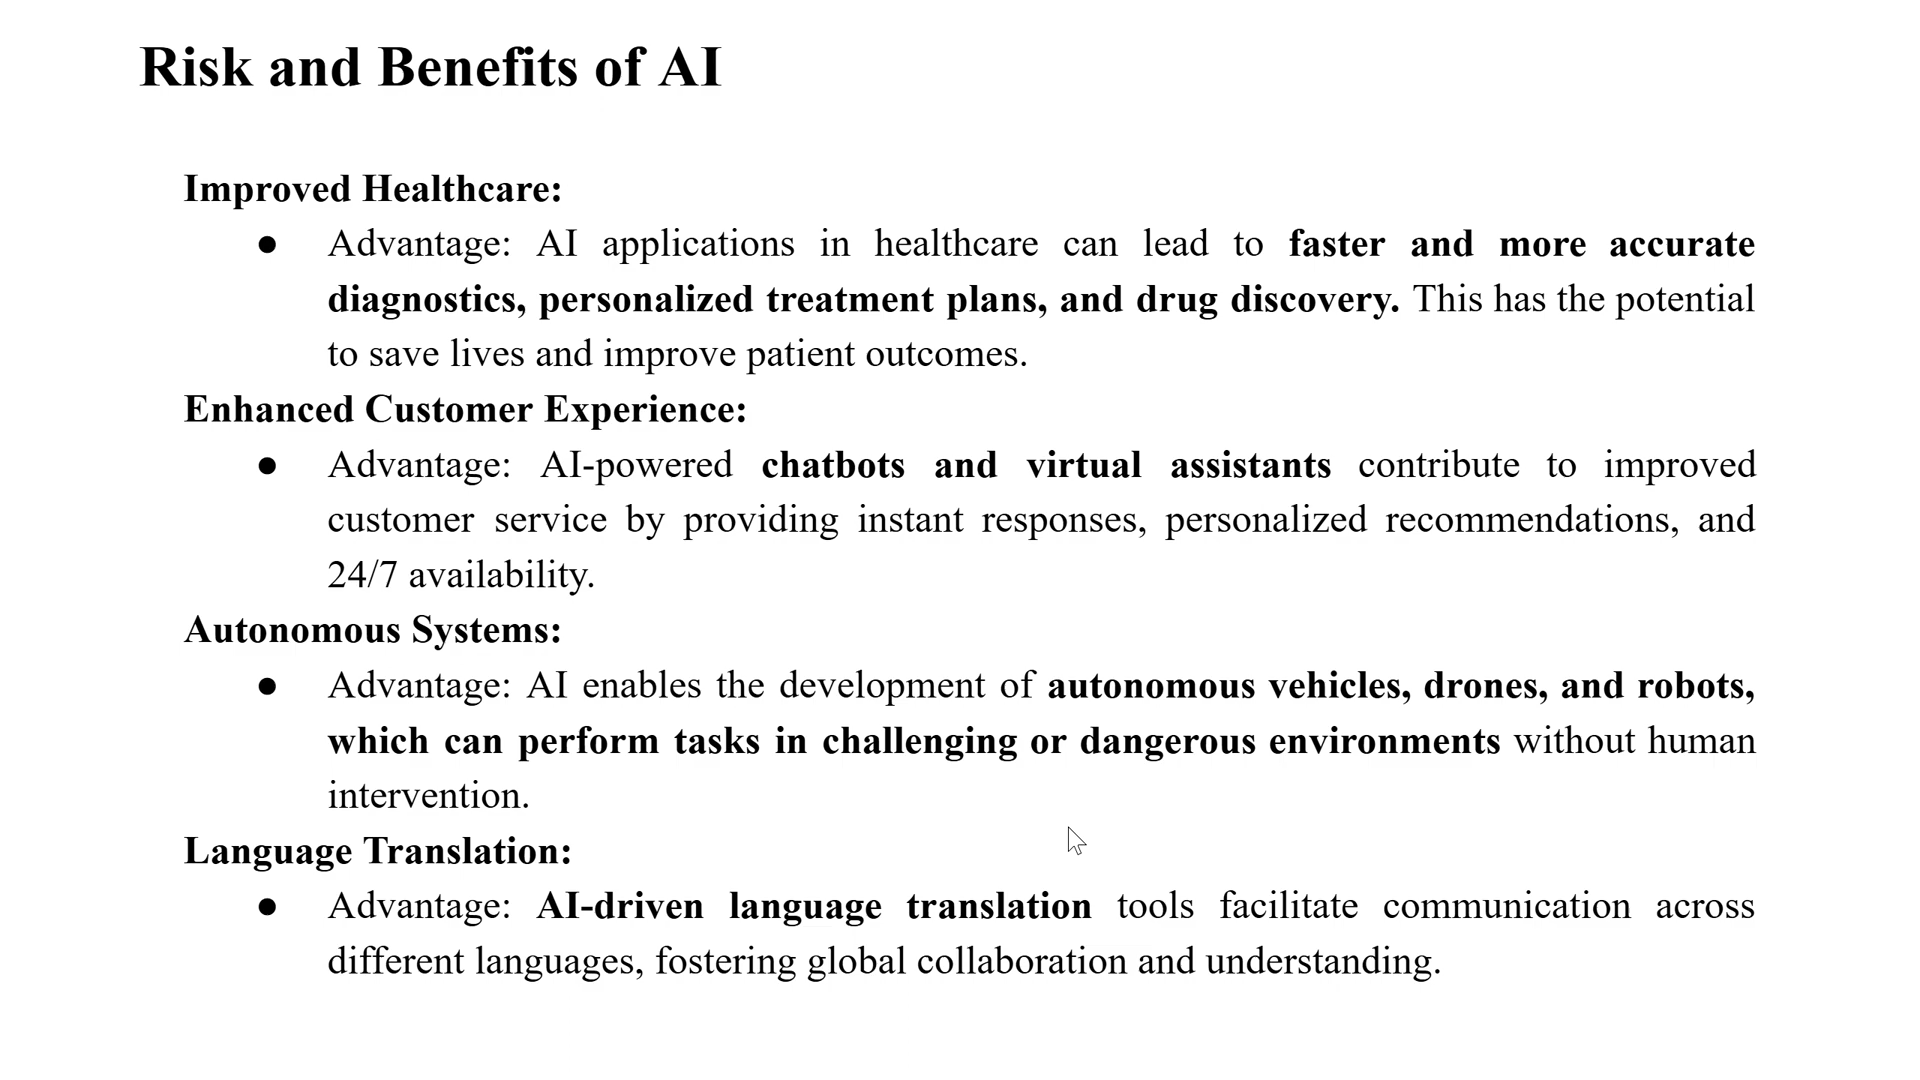 Risk and Benefits of AI
Improved Healthcare:
● Advantage: AI applications in healthcare can lead to faster and more accurate
diagnostics, personalized treatment plans, and drug discovery. This has the potential
to save lives and improve patient outcomes.
Enhanced Customer Experience:
● Advantage: AI-powered chatbots and virtual assistants contribute to improved
customer service by providing instant responses, personalized recommendations, and
24/7 availability.
Autonomous Systems:
● Advantage: AI enables the development of autonomous vehicles, drones, and robots,
which can perform tasks in challenging or dangerous environments without human
intervention.
Language Translation:
● Advantage: AI-driven language translation tools facilitate communication across
different languages, fostering global collaboration and understanding.